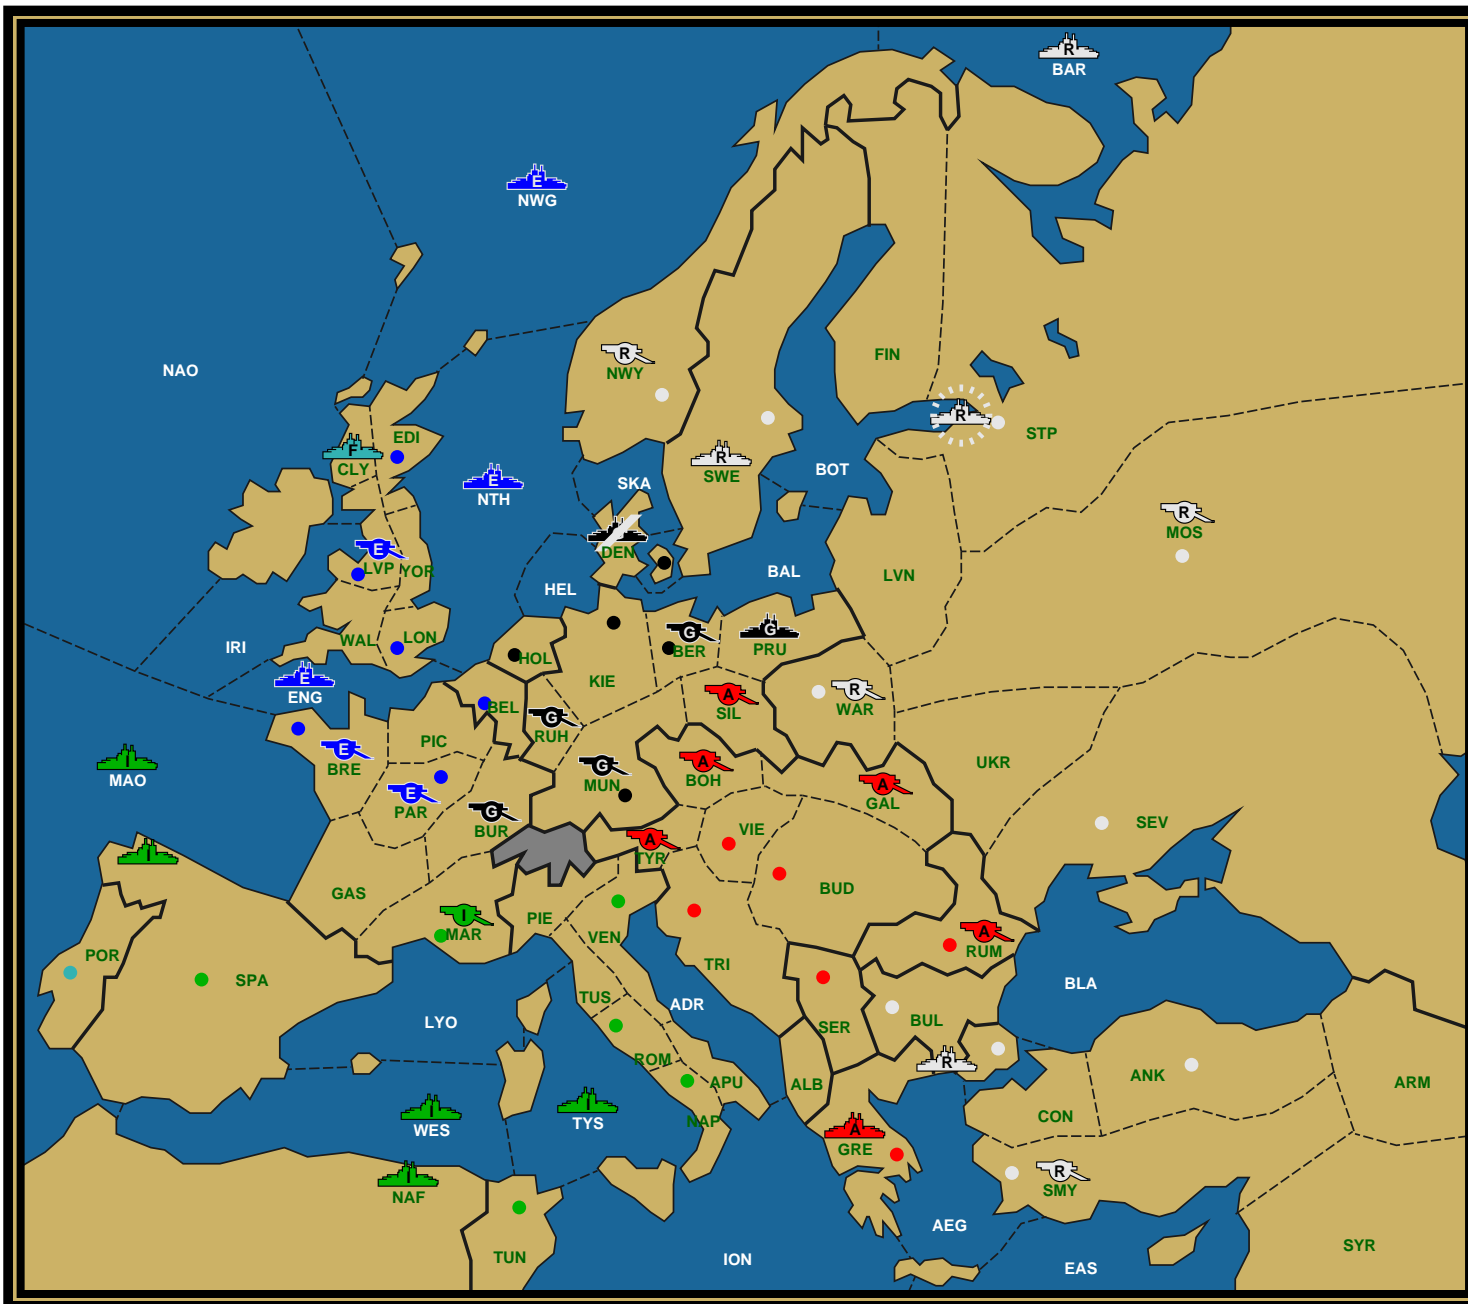 R
BAR
E
NWG
NAO
R
NWY
FIN
R
STP
EDI
F
CLY
E
NTH
SKA
R
SWE
BOT
R
MOS
DEN
E
LVP
YOR
HEL
BAL
LVN
IRI
WAL
LON
HOL
G
BER
G
PRU
E
ENG
KIE
A
SIL
R
WAR
BEL
G
RUH
PIC
E
BRE
I
MAO
G
MUN
A
BOH
A
GAL
UKR
E
PAR
G
BUR
VIE
SEV
I
A
TYR
GAS
BUD
I
MAR
PIE
VEN
A
RUM
POR
SPA
TRI
BLA
TUS
ADR
LYO
SER
BUL
ROM
R
APU
ALB
ANK
ARM
I
WES
I
TYS
NAP
CON
A
GRE
I
NAF
R
SMY
AEG
TUN
ION
EAS
SYR